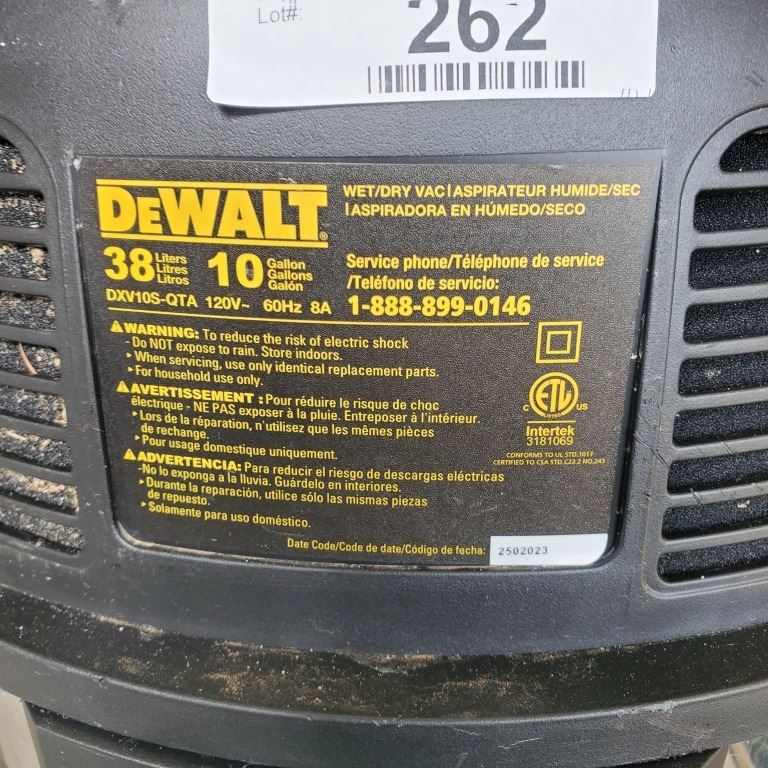 Lot#:
262
DEWALT®
WET/DRY VAC | ASPIRATEUR HUMIDE/SEC
| ASPIRADORA EN HÚMEDO/SECO
38 Liters Litres Litros 10 Gallon Gallons Galón
DXV10S-QTA 120V~ 60Hz 8A
Service phone/Téléphone de service
/Teléfono de servicio:
1-888-899-0146
WARNING: To reduce the risk of electric shock
- Do NOT expose to rain. Store indoors.
▸ When servicing, use only identical replacement parts.
▸ For household use only.
AVERTISSEMENT : Pour réduire le risque de choc
électrique - NE PAS exposer à la pluie. Entreposer à l'intérieur.
▸ Lors de la réparation, n'utilisez que les mêmes pièces
de rechange.
▸ Pour usage domestique uniquement.
ADVERTENCIA: Para reducir el riesgo de descargas eléctricas
-No lo exponga a la lluvia. Guárdelo en interiores.
▸ Durante la reparación, utilice sólo las mismas piezas
de repuesto.
▸ Solamente para uso doméstico.
C ETL US
LISTED
Intertek
3181069
CONFORMS TO UL STD.1017
CERTIFIED TO CSA STD.C22.2 NO.243
Date Code/Code de date/Código de fecha: 2502023